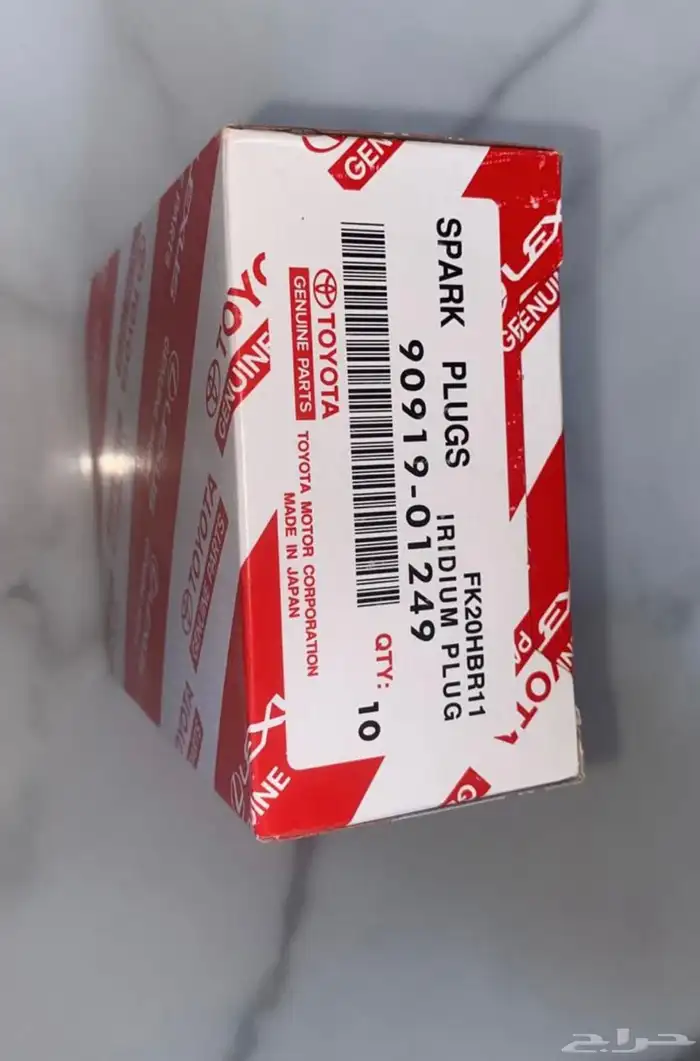 SPARK PLUGS
FK20HBR11
IRIDIUM PLUG
90919-01249
QTY: 10
TOYOTA
GENUINE PARTS
TOYOTA MOTOR CORPORATION
MADE IN JAPAN
TOYOTA
GENUINE PARTS
حراج